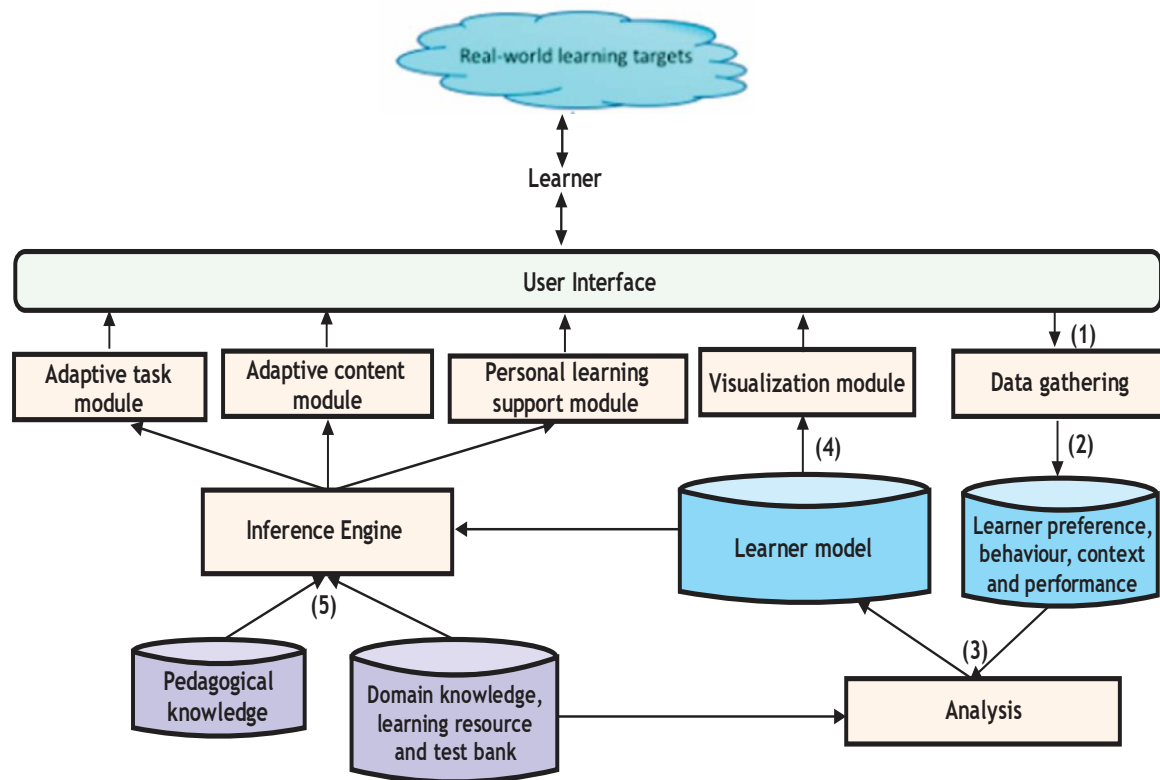 Real-world learning targets
Learner
User Interface
(1)
Adaptive task
module
Adaptive content
module
Personal learning
support module
Visualization module
Data gathering
(4)
(2)
Inference Engine
Learner model
Learner preference,
behaviour, context
and performance
(5)
(3)
Pedagogical
knowledge
Domain knowledge,
learning resource
and test bank
Analysis